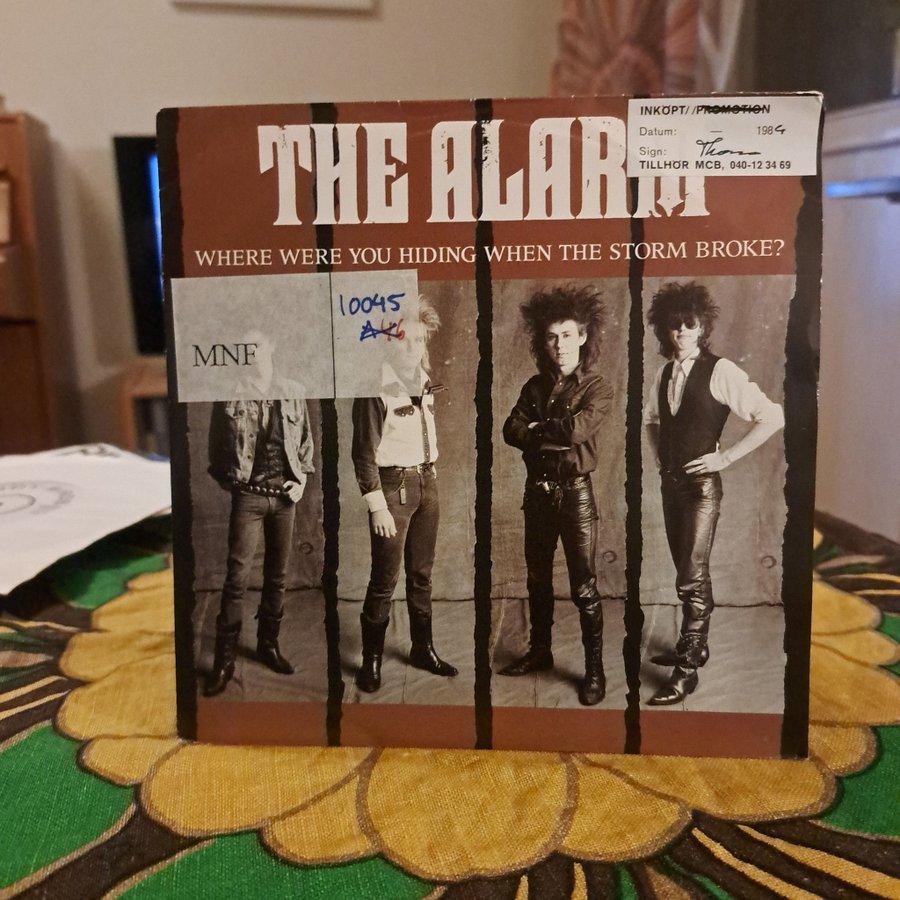 THE ALARM
INKÖPT/ /PROMOTION
Datum: — 1984
Sign: Thomas
TILLHÖR MCB, 040-12 34 69
WHERE WERE YOU HIDING WHEN THE STORM BROKE?
10045
MNF